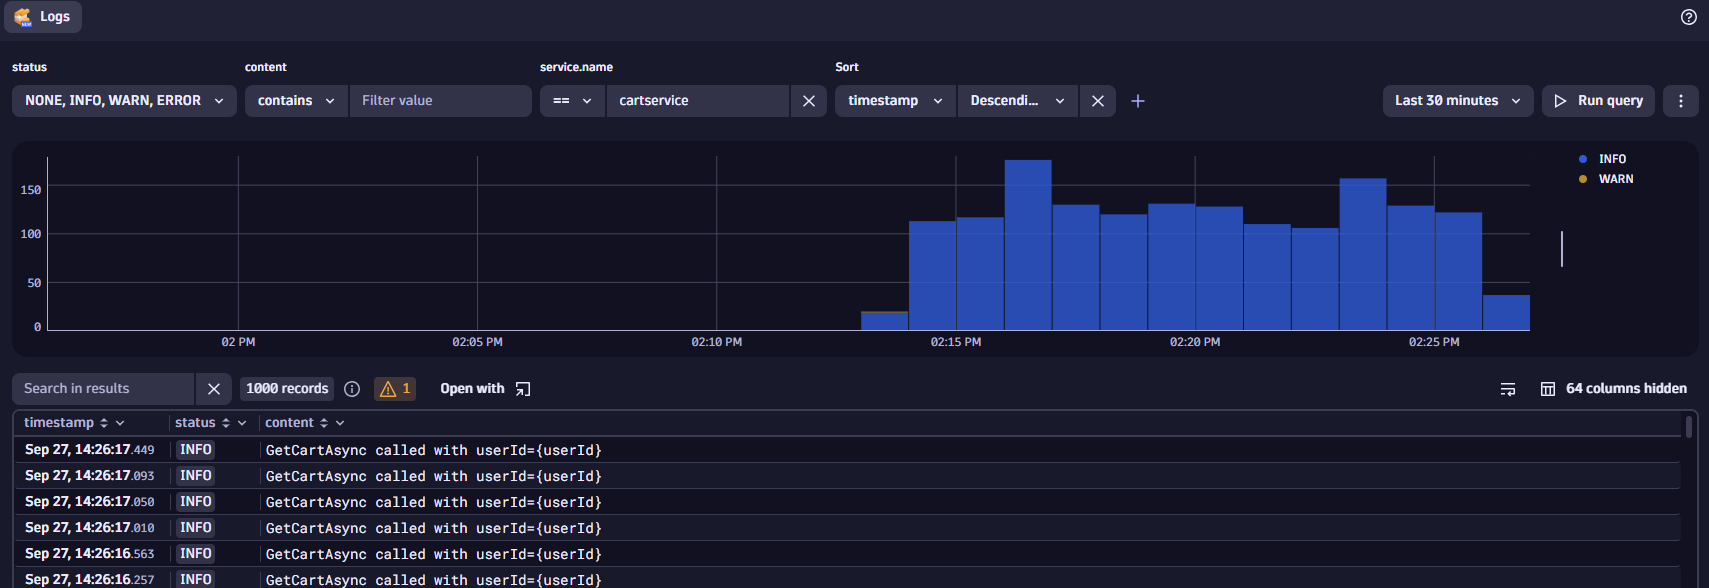 Logs
status
content
service.name
Sort
NONE, INFO, WARN, ERROR
contains
Filter value
==
cartservice
timestamp
Descendi...
Last 30 minutes
Run query
INFO
WARN
150
100
50
0
02 PM
02:05 PM
02:10 PM
02:15 PM
02:20 PM
02:25 PM
Search in results
1000 records
1
Open with
64 columns hidden
timestamp status content
Sep 27, 14:26:17.449 INFO GetCartAsync called with userId={userId}
Sep 27, 14:26:17.093 INFO GetCartAsync called with userId={userId}
Sep 27, 14:26:17.050 INFO GetCartAsync called with userId={userId}
Sep 27, 14:26:17.010 INFO GetCartAsync called with userId={userId}
Sep 27, 14:26:16.563 INFO GetCartAsync called with userId={userId}
Sep 27, 14:26:16.257 INFO GetCartAsync called with userId={userId}